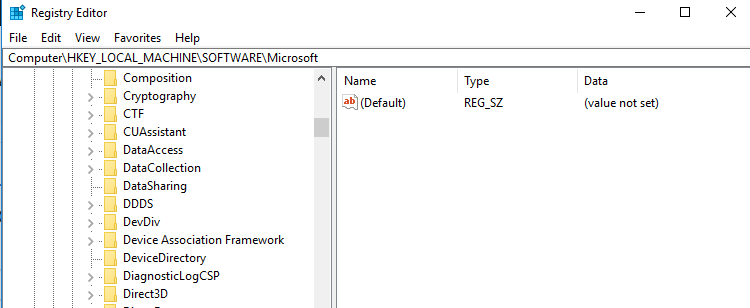 Registry Editor
File Edit View Favorites Help
Computer\HKEY_LOCAL_MACHINE\SOFTWARE\Microsoft
Composition
Cryptography
CTF
CUAssistant
DataAccess
DataCollection
DataSharing
DDDS
DevDiv
Device Association Framework
DeviceDirectory
DiagnosticLogCSP
Direct3D
Name Type Data
ab (Default) REG_SZ (value not set)